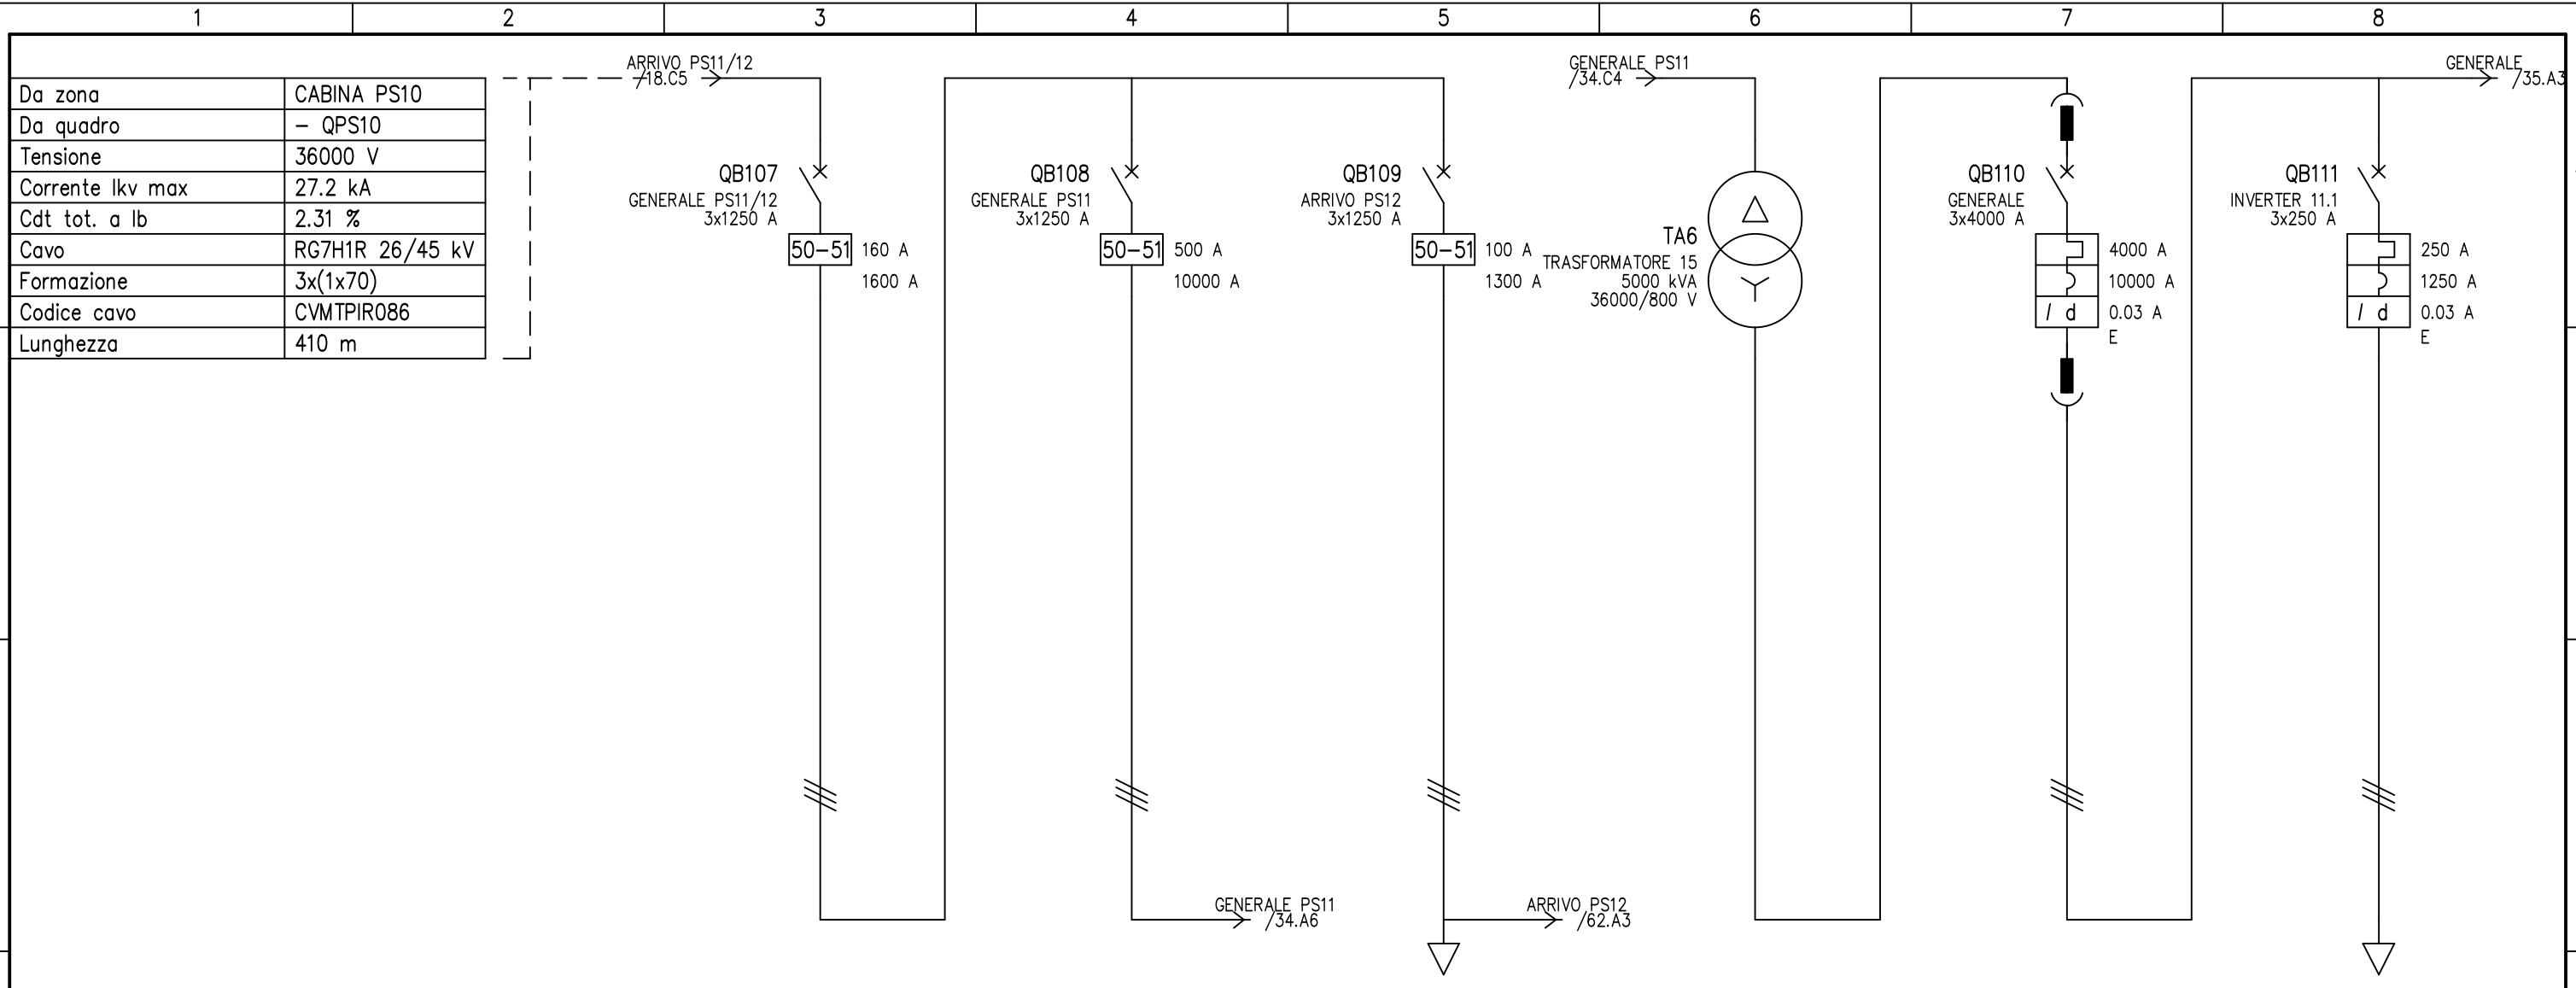 1 2 3 4 5 6 7 8
Da zona CABINA PS10
Da quadro - QPS10
Tensione 36000 V
Corrente Ikv max 27.2 kA
Cdt tot. a Ib 2.31 %
Cavo RG7H1R 26/45 kV
Formazione 3x(1x70)
Codice cavo CVMTPIR086
Lunghezza 410 m
ARRIVO PS11/12
/18.C5
QB107
GENERALE PS11/12
3x1250 A
50-51 160 A
1600 A
QB108
GENERALE PS11
3x1250 A
50-51 500 A
10000 A
GENERALE PS11
/34.A6
QB109
ARRIVO PS12
3x1250 A
50-51 100 A
1300 A
ARRIVO PS12
/62.A3
GENERALE PS11
/34.C4
TA6
TRASFORMATORE 15
5000 kVA
36000/800 V
QB110
GENERALE
3x4000 A
4000 A
10000 A
I d 0.03 A
E
QB111
INVERTER 11.1
3x250 A
250 A
1250 A
I d 0.03 A
E
GENERALE
/35.A3